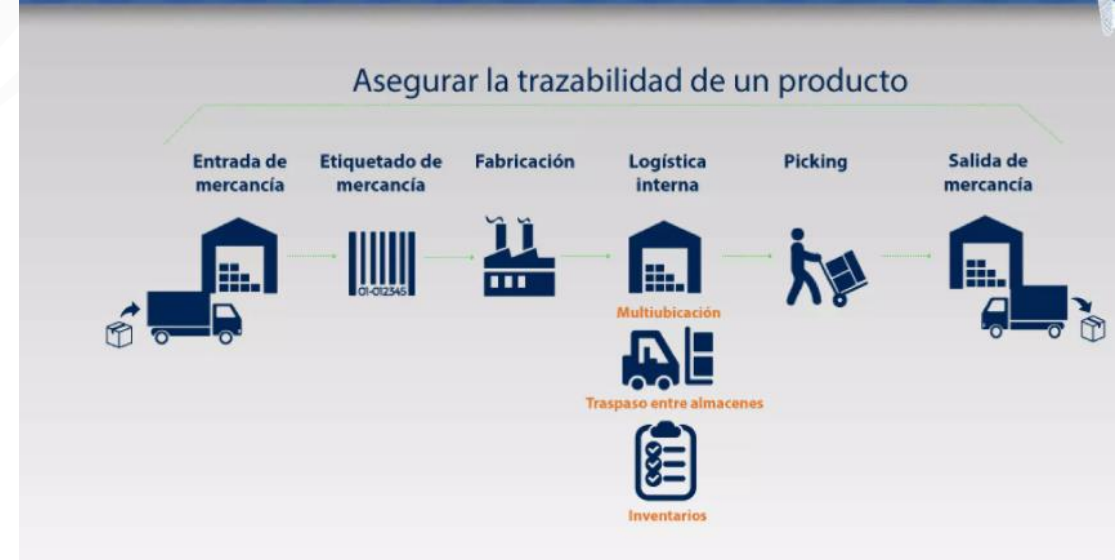 Asegurar la trazabilidad de un producto
Entrada de
mercancía
Etiquetado de
mercancía
Fabricación
Logística
interna
Picking
Salida de
mercancía
01-012345
Multiubicación
Traspaso entre almacenes
Inventarios